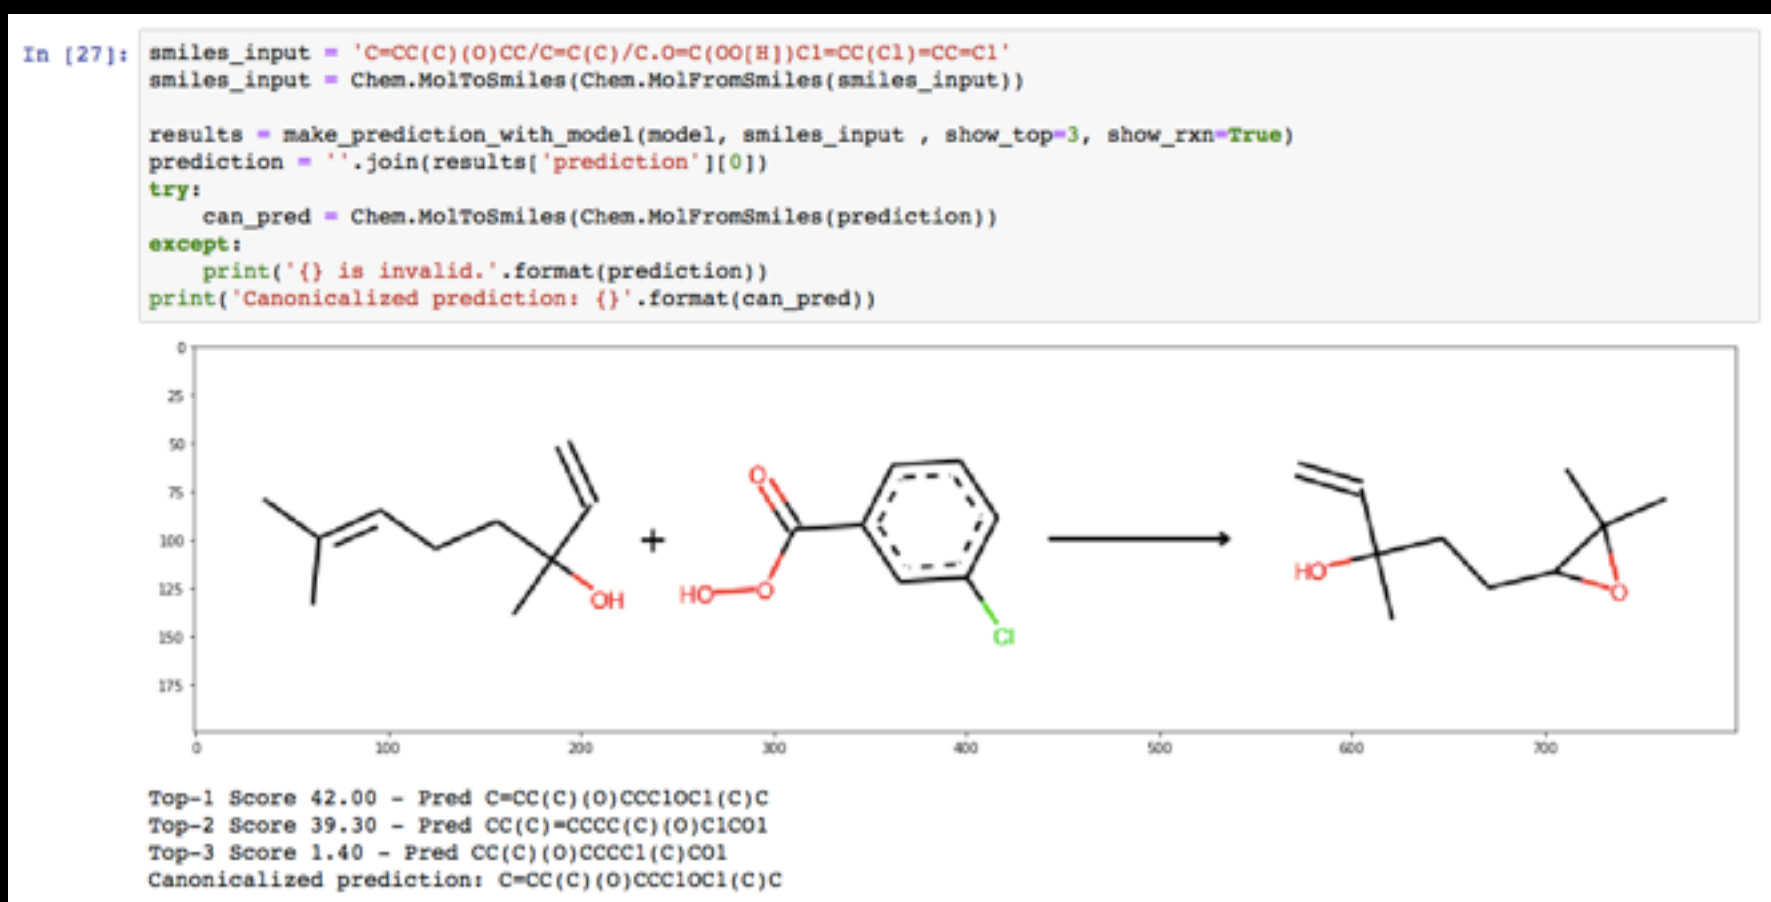 In [27]: smiles_input = 'C=CC(C)(O)CC/C=C(C)/C.O=C(OO[H])C1=CC(Cl)=CC=C1'
smiles_input = Chem.MolToSmiles(Chem.MolFromSmiles(smiles_input))
results = make_prediction_with_model(model, smiles_input , show_top=3, show_rxn=True)
prediction = ''.join(results['prediction'][0])
try:
    can_pred = Chem.MolToSmiles(Chem.MolFromSmiles(prediction))
except:
    print('{} is invalid.'.format(prediction))
print('Canonicalized prediction: {}'.format(can_pred))
0
25
50
75
100
125
150
175
OH
+
O
HO
O
Cl
HO
O
0 100 200 300 400 500 600 700
Top-1 Score 42.00 - Pred C=CC(C)(O)CCC1OC1(C)C
Top-2 Score 39.30 - Pred CC(C)=CCCC(C)(O)C1CO1
Top-3 Score 1.40 - Pred CC(C)(O)CCCC1(C)CO1
Canonicalized prediction: C=CC(C)(O)CCC1OC1(C)C